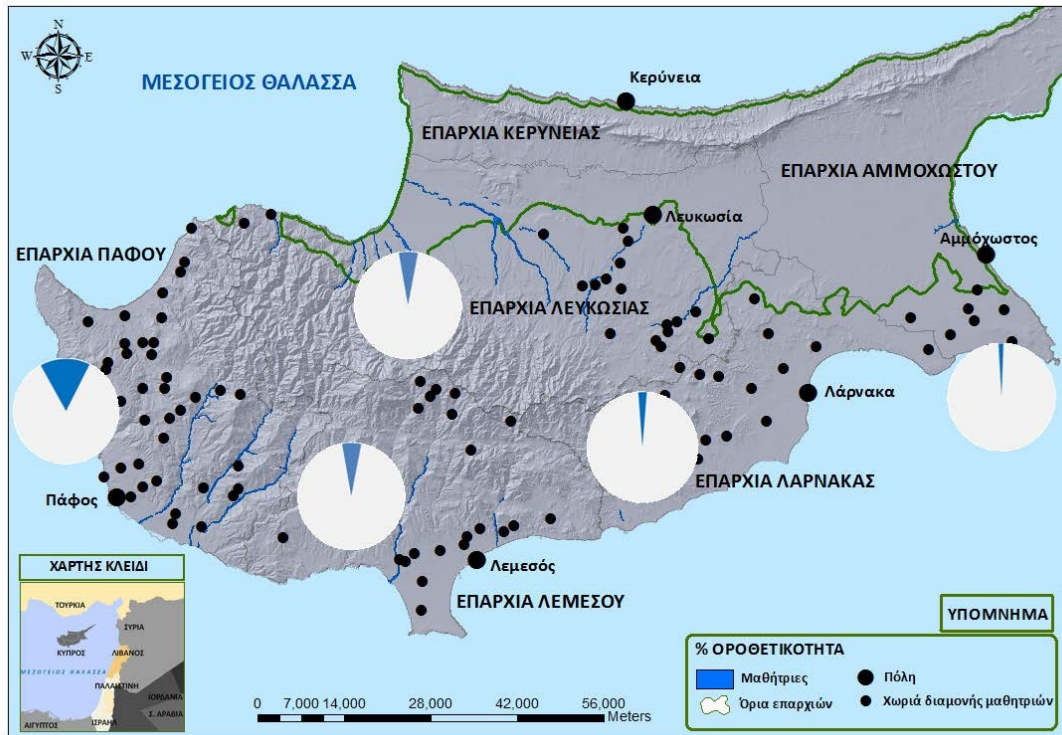 N
W E
S
ΜΕΣΟΓΕΙΟΣ ΘΑΛΑΣΣΑ
Κερύνεια
ΕΠΑΡΧΙΑ ΚΕΡΥΝΕΙΑΣ
ΕΠΑΡΧΙΑ ΑΜΜΟΧΩΣΤΟΥ
Λευκωσία
Αμμόχωστος
ΕΠΑΡΧΙΑ ΠΑΦΟΥ
ΕΠΑΡΧΙΑ ΛΕΥΚΩΣΙΑΣ
Λάρνακα
ΕΠΑΡΧΙΑ ΛΑΡΝΑΚΑΣ
Πάφος
Λεμεσός
ΕΠΑΡΧΙΑ ΛΕΜΕΣΟΥ
ΧΑΡΤΗΣ ΚΛΕΙΔΙ
ΤΟΥΡΚΙΑ
ΣΥΡΙΑ
ΚΥΠΡΟΣ
ΛΙΒΑΝΟΣ
ΜΕΣΟΓΕΙΟΣ ΘΑΛΑΣΣΑ
ΠΑΛΑΙΣΤΙΝΗ
ΙΟΡΔΑΝΙΑ
Σ. ΑΡΑΒΙΑ
ΑΙΓΥΠΤΟΣ
ΙΣΡΑΗΛ
0 7,000 14,000 28,000 42,000 56,000
Meters
ΥΠΟΜΝΗΜΑ
% ΟΡΟΘΕΤΙΚΟΤΗΤΑ
Μαθήτριες
Πόλη
Όρια επαρχιών
Χωριά διαμονής μαθητριών